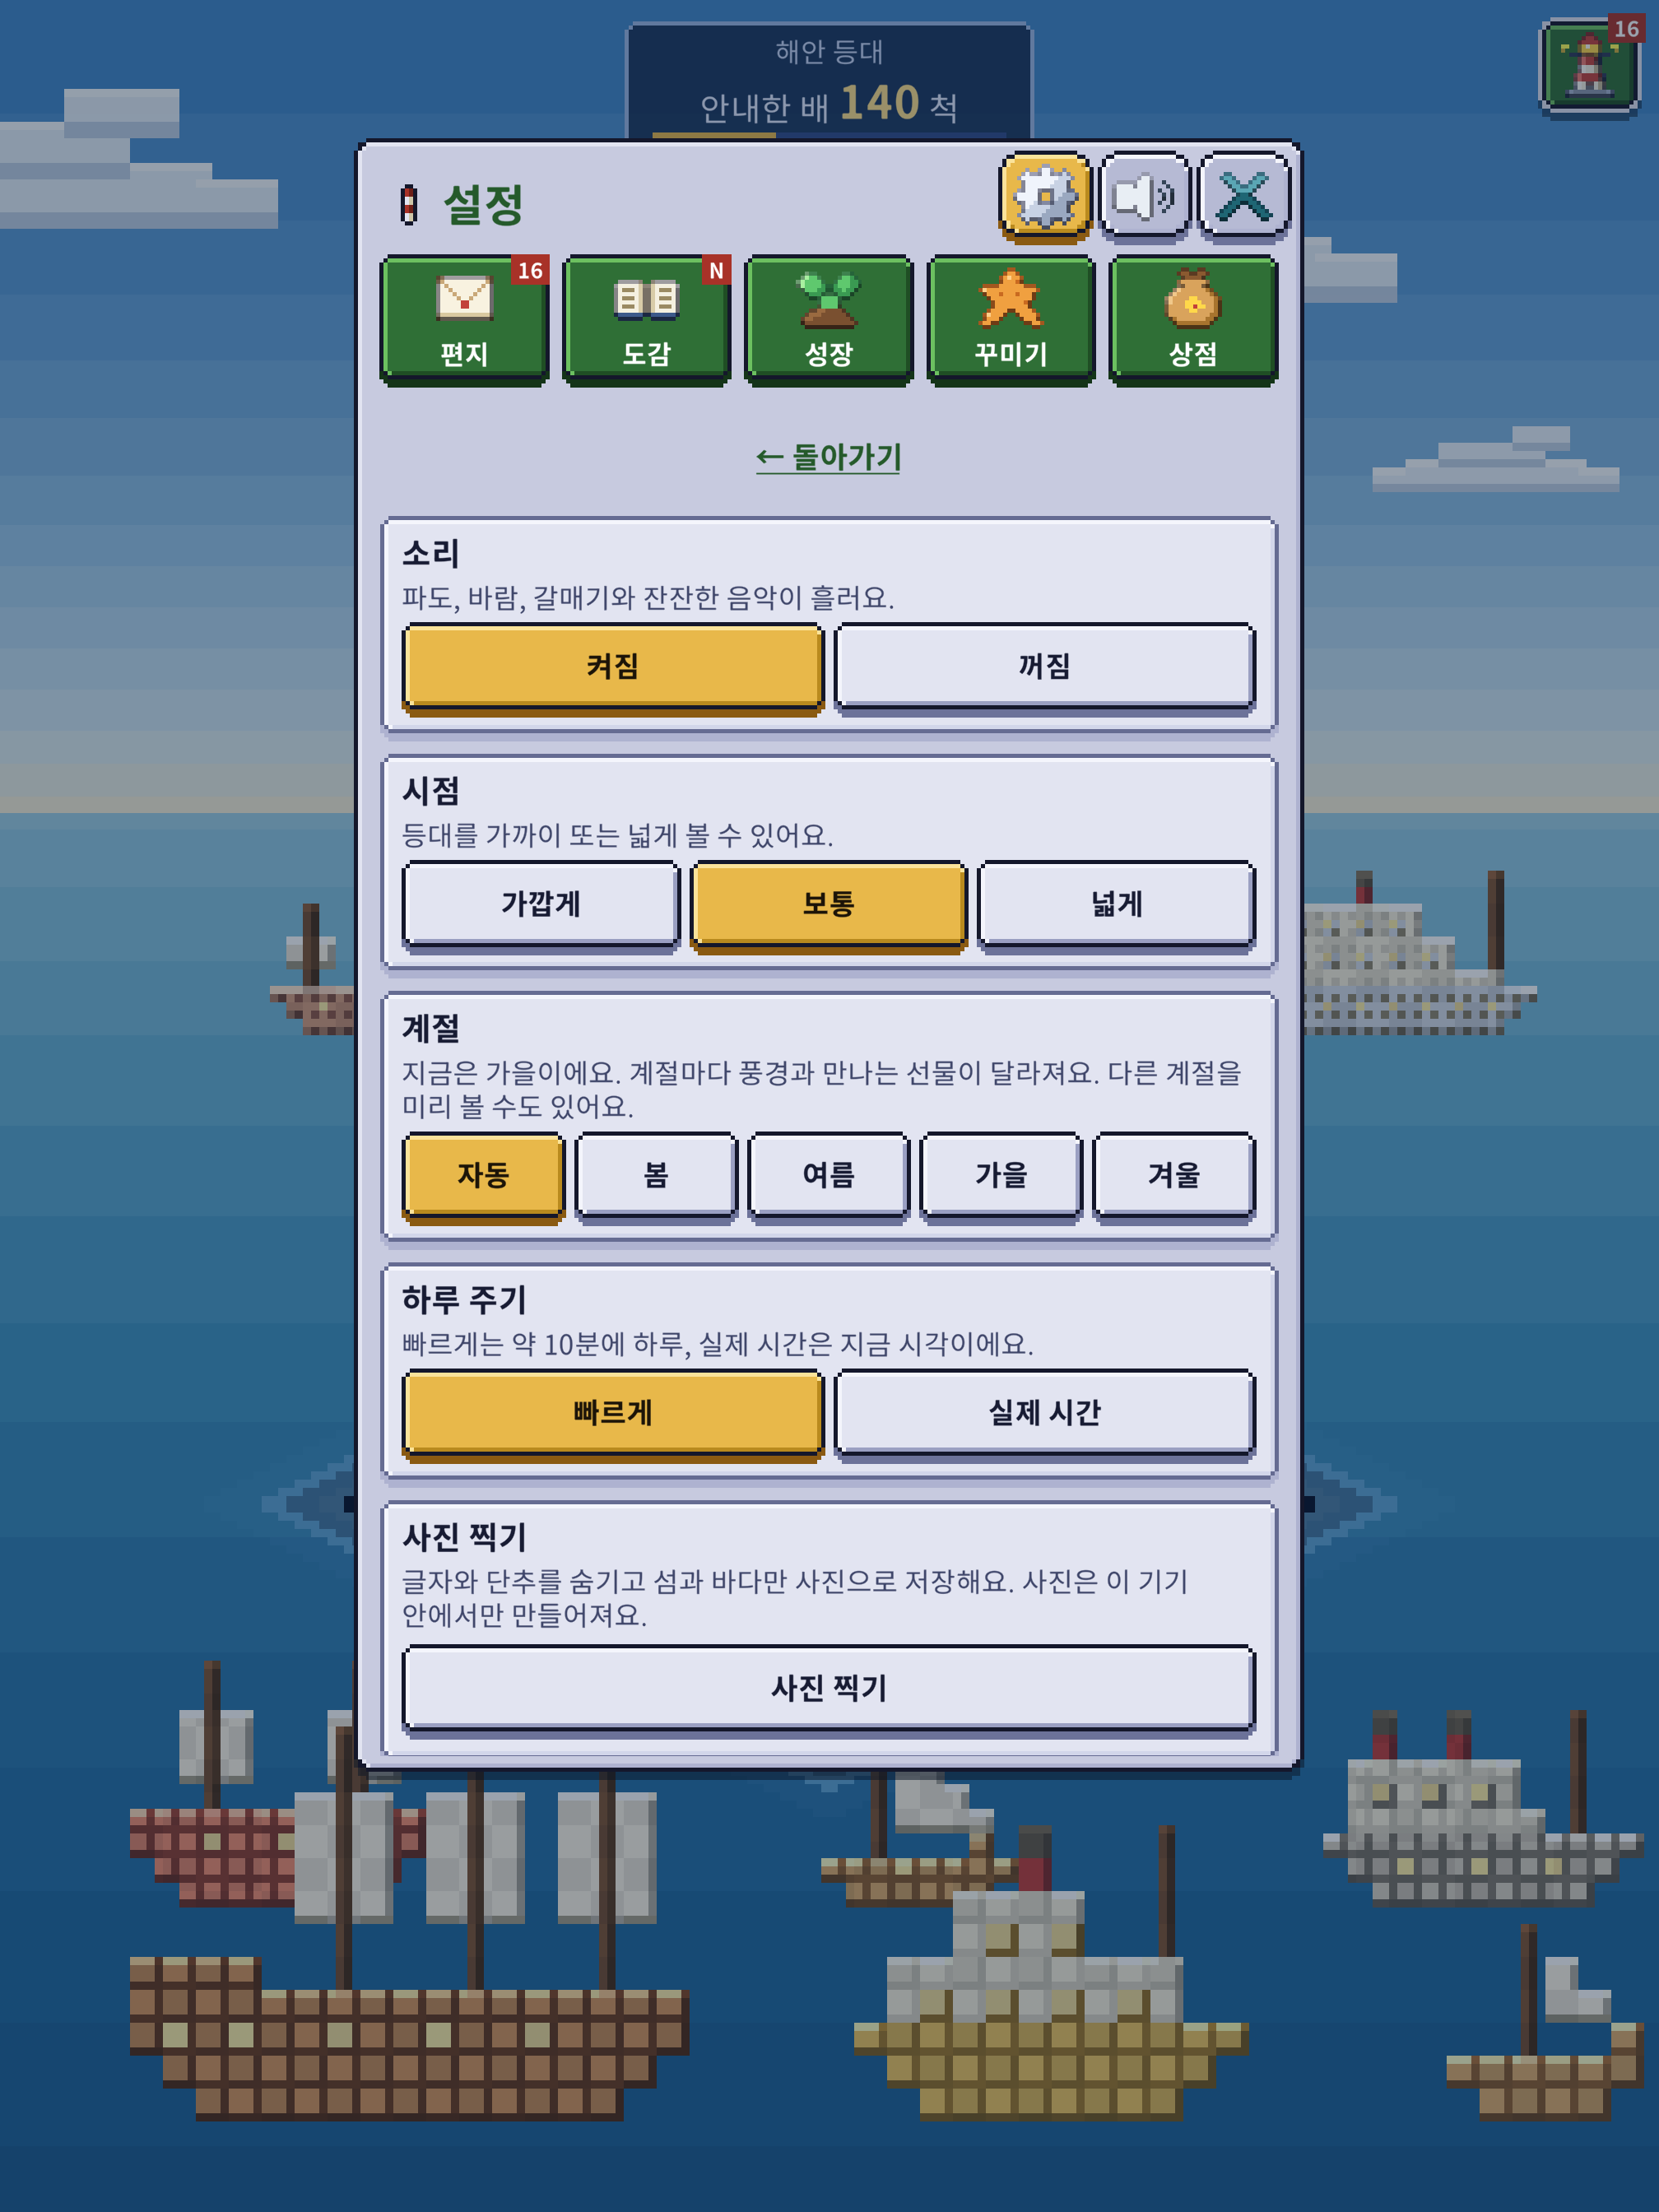 해안 등대
안내한 배 140 척
16
설정
16
편지
N
도감
성장
꾸미기
상점
← 돌아가기
소리
파도, 바람, 갈매기와 잔잔한 음악이 흘러요.
켜짐
꺼짐
시점
등대를 가까이 또는 넓게 볼 수 있어요.
가깝게
보통
넓게
계절
지금은 가을이에요. 계절마다 풍경과 만나는 선물이 달라져요. 다른 계절을
미리 볼 수도 있어요.
자동
봄
여름
가을
겨울
하루 주기
빠르게는 약 10분에 하루, 실제 시간은 지금 시각이에요.
빠르게
실제 시간
사진 찍기
글자와 단추를 숨기고 섬과 바다만 사진으로 저장해요. 사진은 이 기기
안에서만 만들어져요.
사진 찍기